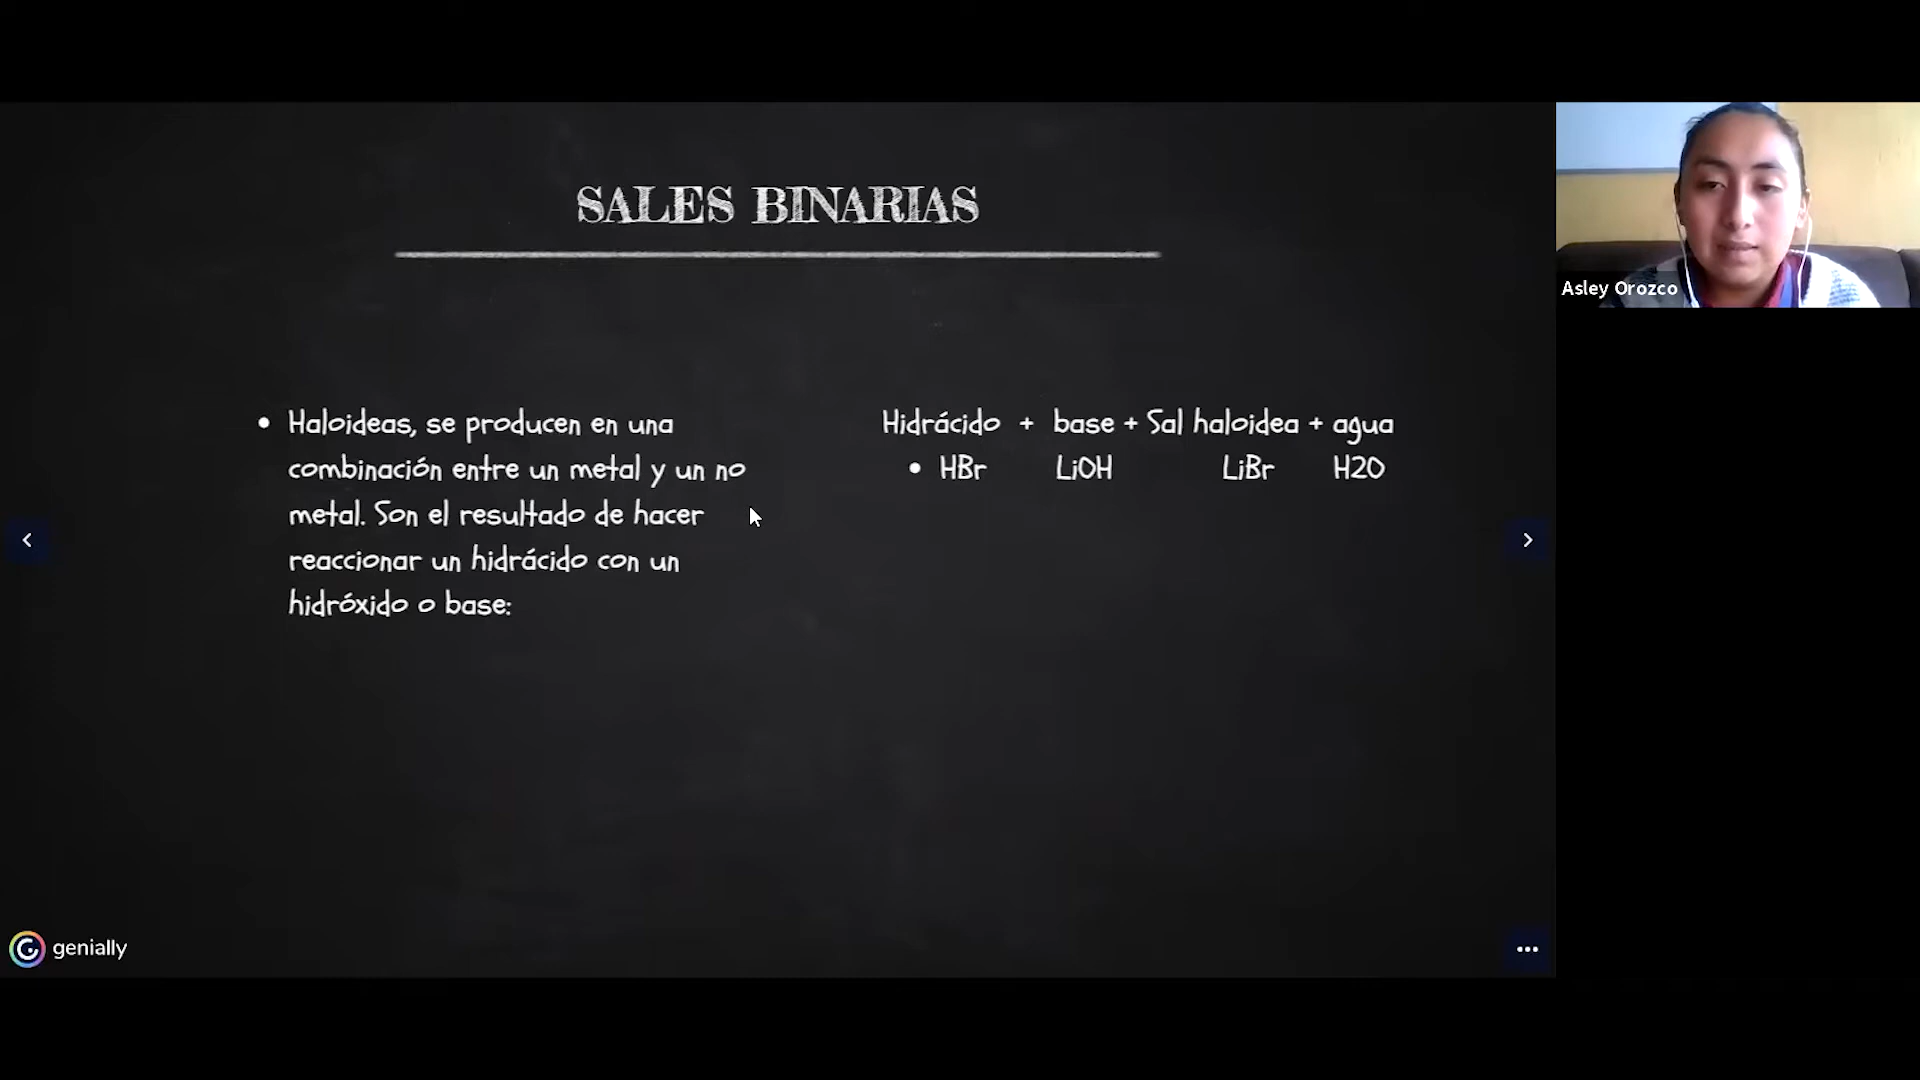 SALES BINARIAS
• Haloideas, se producen en una
combinación entre un metal y un no
metal. Son el resultado de hacer
reaccionar un hidrácido con un
hidróxido o base:
Hidrácido + base + Sal haloidea + agua
• HBr LiOH LiBr H2O
Asley Orozco
genially